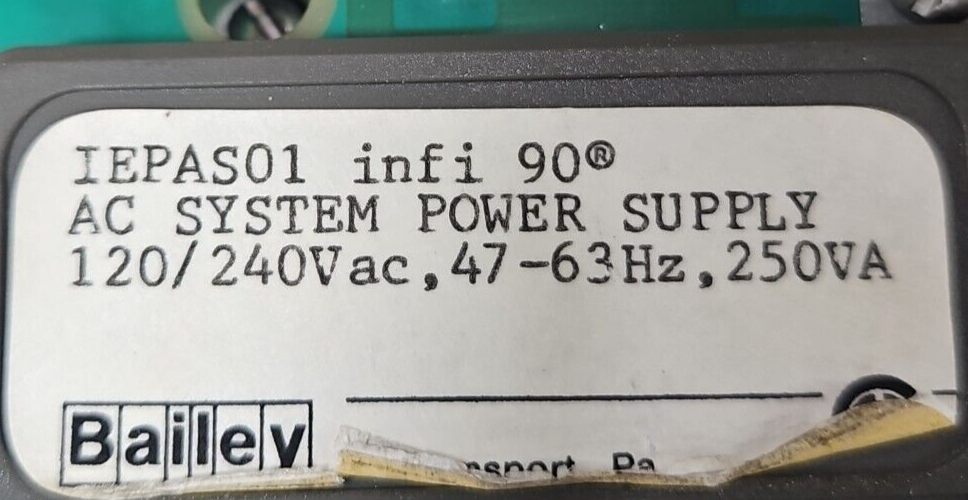 IEPAS01 infi 90®
AC SYSTEM POWER SUPPLY
120/240Vac,47-63Hz,250VA
Bailey